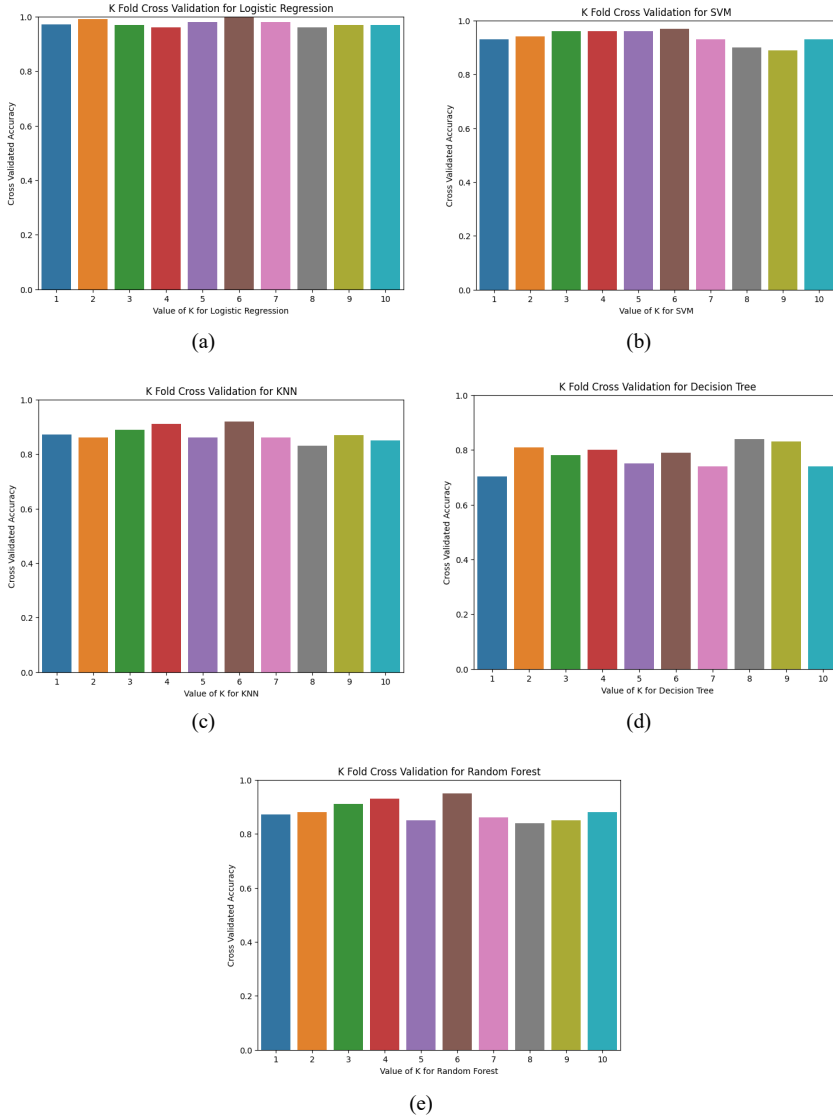 K Fold Cross Validation for Logistic Regression
Cross Validated Accuracy
1.0
0.8
0.6
0.4
0.2
0.0
1 2 3 4 5 6 7 8 9 10
Value of K for Logistic Regression
(a)
K Fold Cross Validation for SVM
Cross Validated Accuracy
1.0
0.8
0.6
0.4
0.2
0.0
1 2 3 4 5 6 7 8 9 10
Value of K for SVM
(b)
K Fold Cross Validation for KNN
Cross Validated Accuracy
1.0
0.8
0.6
0.4
0.2
0.0
1 2 3 4 5 6 7 8 9 10
Value of K for KNN
(c)
K Fold Cross Validation for Decision Tree
Cross Validated Accuracy
1.0
0.8
0.6
0.4
0.2
0.0
1 2 3 4 5 6 7 8 9 10
Value of K for Decision Tree
(d)
K Fold Cross Validation for Random Forest
Cross Validated Accuracy
1.0
0.8
0.6
0.4
0.2
0.0
1 2 3 4 5 6 7 8 9 10
Value of K for Random Forest
(e)